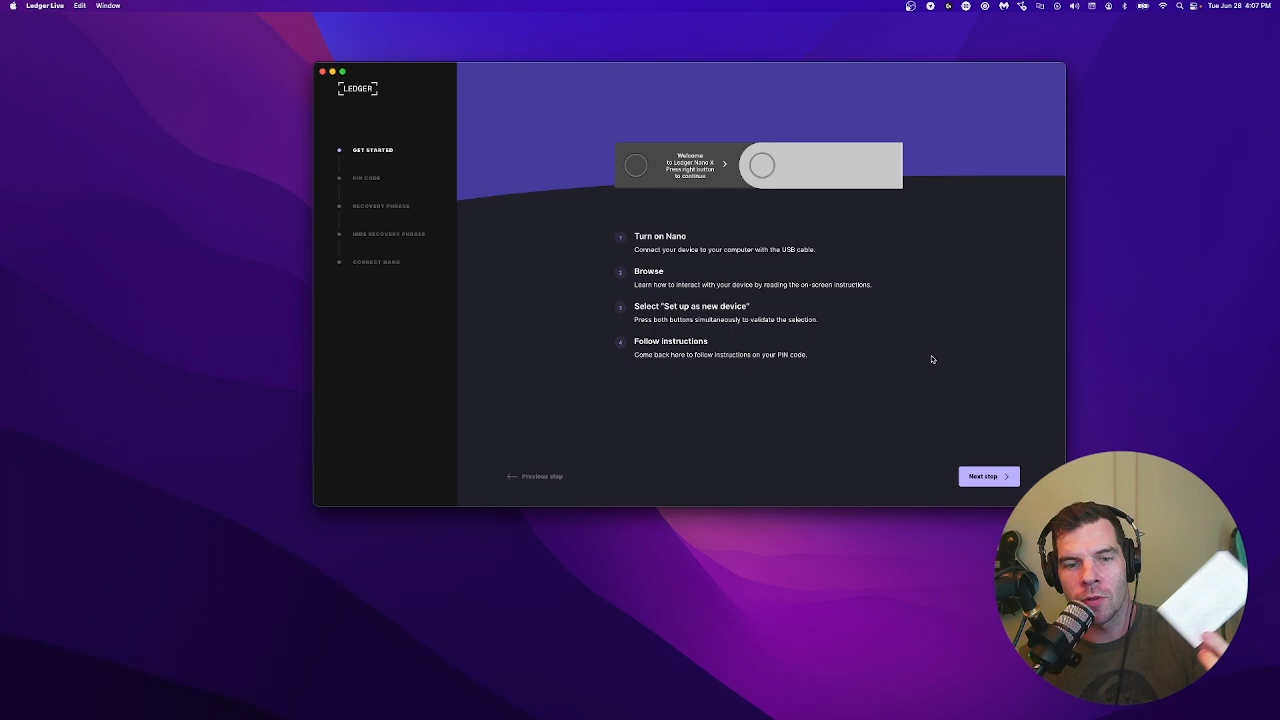 Ledger Live Edit Window
Tue Jun 28 4:07 PM
LEDGER
GET STARTED
PIN CODE
RECOVERY PHRASE
HIDE RECOVERY PHRASE
CONNECT NANO
Welcome
to Ledger Nano X
Press right button
to continue
1 Turn on Nano
Connect your device to your computer with the USB cable.
2 Browse
Learn how to interact with your device by reading the on-screen instructions.
3 Select "Set up as new device"
Press both buttons simultaneously to validate the selection.
4 Follow instructions
Come back here to follow instructions on your PIN code.
Previous step
Next step